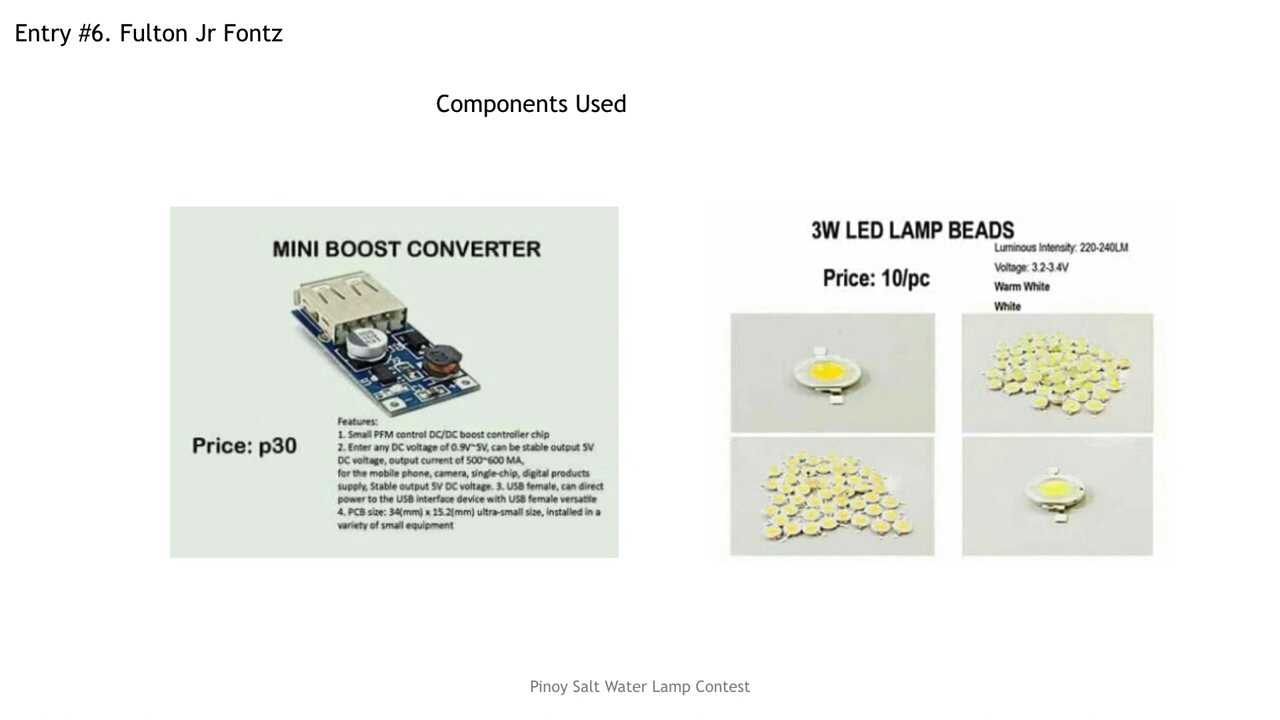 Entry #6. Fulton Jr Fontz
Components Used
MINI BOOST CONVERTER
Price: p30
Features:
1. Small PFM control DC/DC boost controller chip
2. Enter any DC voltage of 0.9V~5V, can be stable output 5V
DC voltage, output current of 500~600 MA,
for the mobile phone, camera, single-chip, digital products
supply, Stable output 5V DC voltage. 3. USB female, can direct
power to the USB interface device with USB female versatile
4. PCB size: 34(mm) x 15.2(mm) ultra-small size, installed in a
variety of small equipment
3W LED LAMP BEADS
Price: 10/pc
Luminous Intensity: 220-240LM
Voltage: 3.2-3.4V
Warm White
White
Pinoy Salt Water Lamp Contest